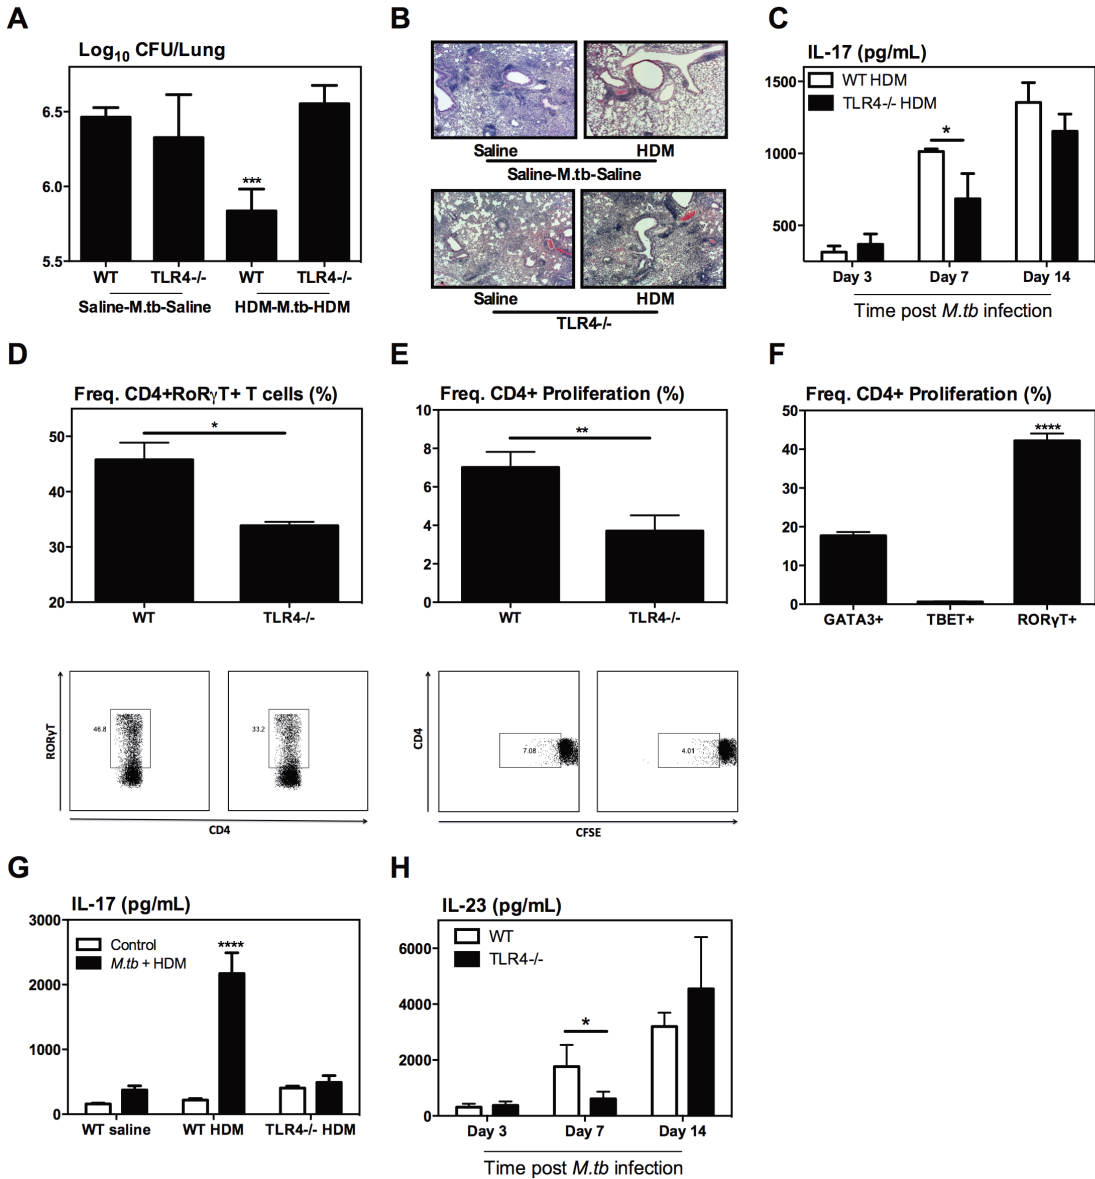 A
Log10 CFU/Lung
6.5
6.0
5.5
***
WT TLR4-/- WT TLR4-/-
Saline-M.tb-Saline HDM-M.tb-HDM
B
Saline HDM
Saline-M.tb-Saline
Saline HDM
TLR4-/-
C
IL-17 (pg/mL)
WT HDM
TLR4-/- HDM
1500
1000
500
*
Day 3 Day 7 Day 14
Time post M.tb infection
D
Freq. CD4+RoRγT+ T cells (%)
50
40
30
20
*
WT TLR4-/-
46.8
33.2
RORγT
CD4
E
Freq. CD4+ Proliferation (%)
10
8
6
4
2
0
**
WT TLR4-/-
7.08
4.01
CD4
CFSE
F
Freq. CD4+ Proliferation (%)
50
40
30
20
10
0
****
GATA3+ TBET+ RORγT+
G
IL-17 (pg/mL)
3000
2000
1000
0
Control
M.tb + HDM
****
WT saline WT HDM TLR4-/- HDM
H
IL-23 (pg/mL)
WT
TLR4-/-
6000
4000
2000
0
*
Day 3 Day 7 Day 14
Time post M.tb infection